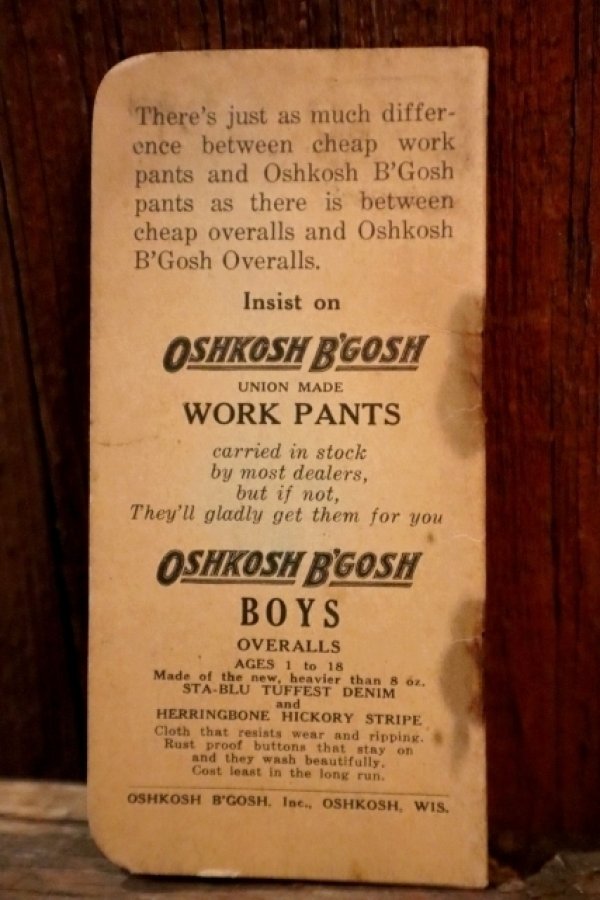 There's just as much differ-
ence between cheap work
pants and Oshkosh B'Gosh
pants as there is between
cheap overalls and Oshkosh
B'Gosh Overalls.
Insist on
OSHKOSH B'GOSH
UNION MADE
WORK PANTS
carried in stock
by most dealers,
but if not,
They'll gladly get them for you
OSHKOSH B'GOSH
BOYS
OVERALLS
AGES 1 to 18
Made of the new, heavier than 8 oz.
STA-BLU TUFFEST DENIM
and
HERRINGBONE HICKORY STRIPE
Cloth that resists wear and ripping.
Rust proof buttons that stay on
and they wash beautifully.
Cost least in the long run.
OSHKOSH B'GOSH, Inc., OSHKOSH, WIS.